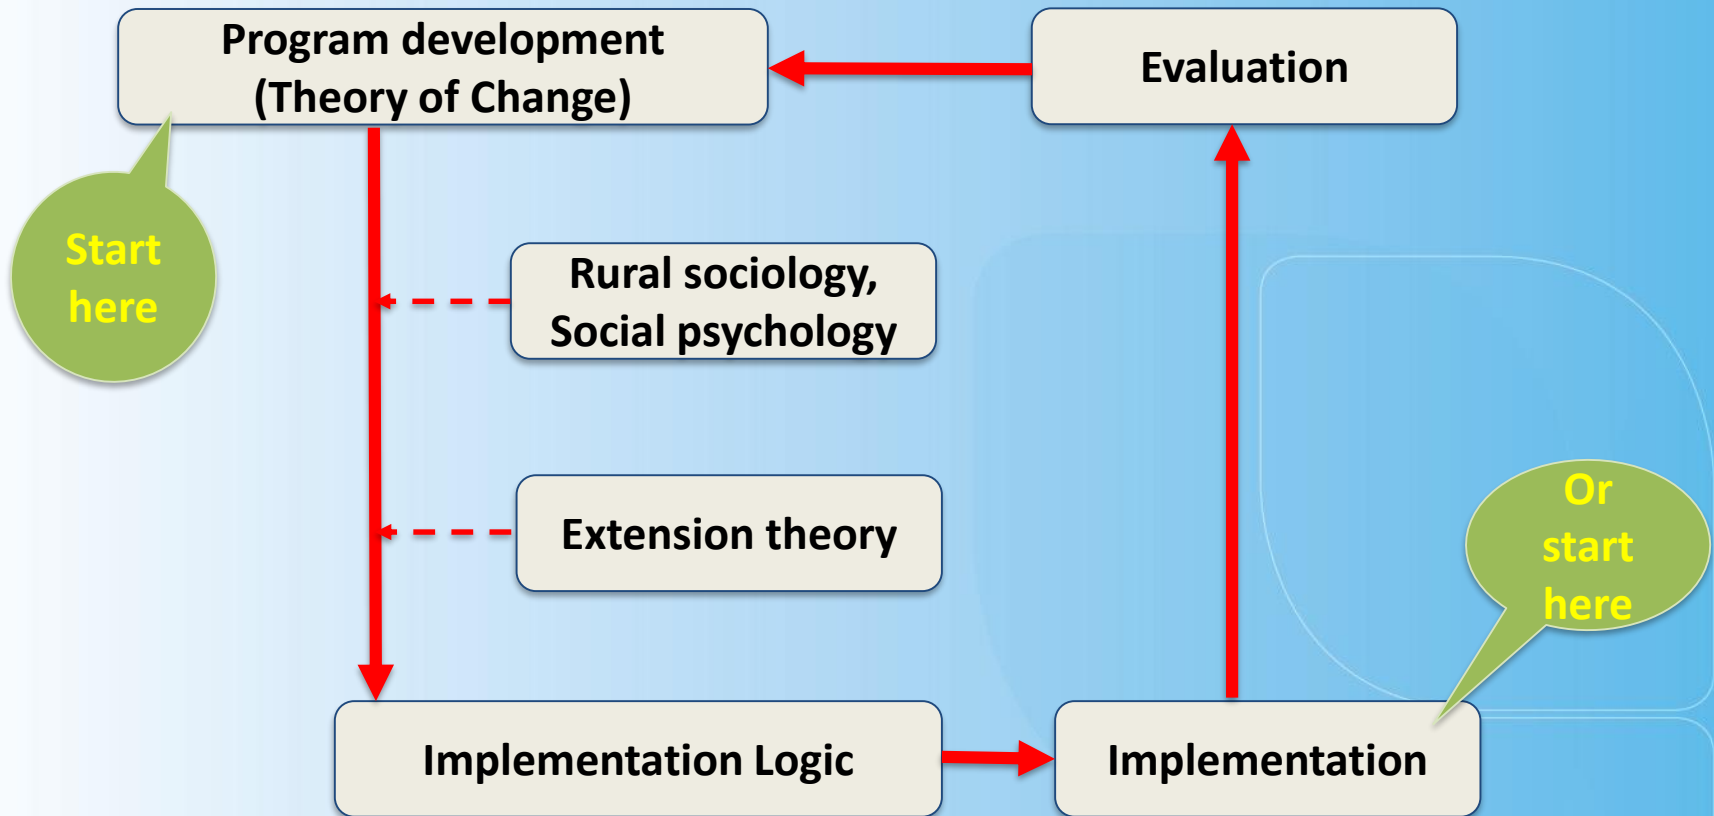 Program development
(Theory of Change)
Evaluation
Start
here
Rural sociology,
Social psychology
Extension theory
Or
start
here
Implementation Logic
Implementation